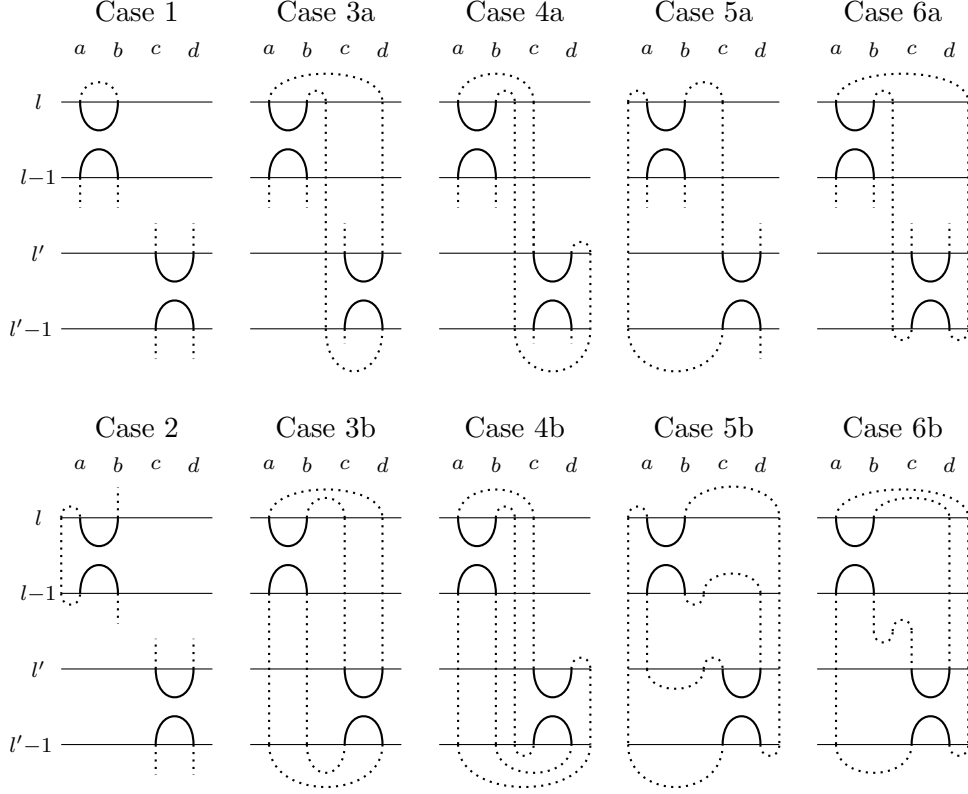 Case 1 Case 3a Case 4a Case 5a Case 6a
a b c d a b c d a b c d a b c d a b c d
l
l−1
l′
l′−1
Case 2 Case 3b Case 4b Case 5b Case 6b
a b c d a b c d a b c d a b c d a b c d
l
l−1
l′
l′−1